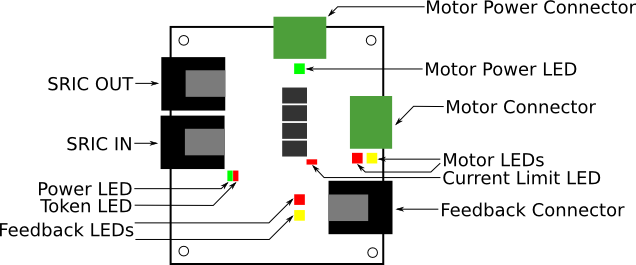 Motor Power Connector
Motor Power LED
SRIC OUT
Motor Connector
SRIC IN
Motor LEDs
Current Limit LED
Power LED
Token LED
Feedback Connector
Feedback LEDs